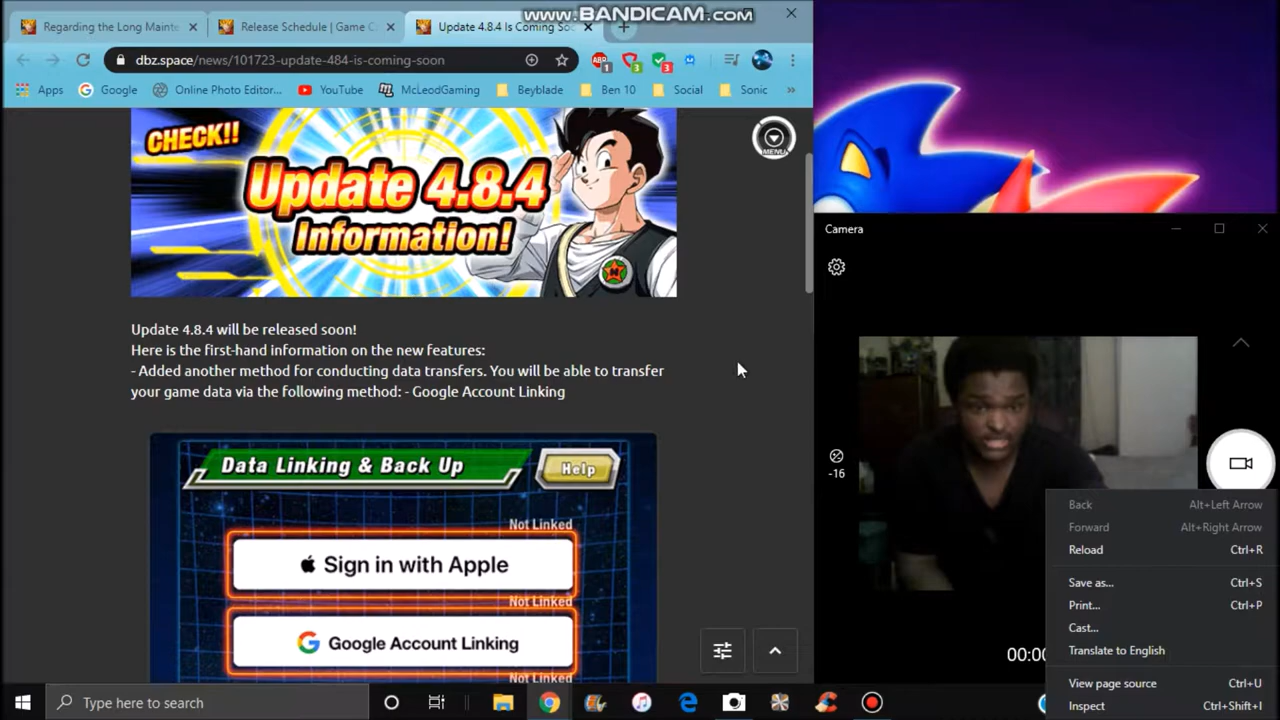 www.BANDICAM.com
Regarding the Long Mainte
Release Schedule | Game C
Update 4.8.4 Is Coming Soo
dbz.space/news/101723-update-484-is-coming-soon
ABP
1
3
3
Apps
Google
Online Photo Editor...
YouTube
McLeodGaming
Beyblade
Ben 10
Social
Sonic
»
CHECK!!
Update 4.8.4
Information!
MENU
Update 4.8.4 will be released soon!
Here is the first-hand information on the new features:
- Added another method for conducting data transfers. You will be able to transfer
your game data via the following method: - Google Account Linking
Data Linking & Back Up
Help
Not Linked
Sign in with Apple
Not Linked
Google Account Linking
Not Linked
Camera
-16
00:00
Back Alt+Left Arrow
Forward Alt+Right Arrow
Reload Ctrl+R
Save as... Ctrl+S
Print... Ctrl+P
Cast...
Translate to English
View page source Ctrl+U
Inspect Ctrl+Shift+I
Type here to search